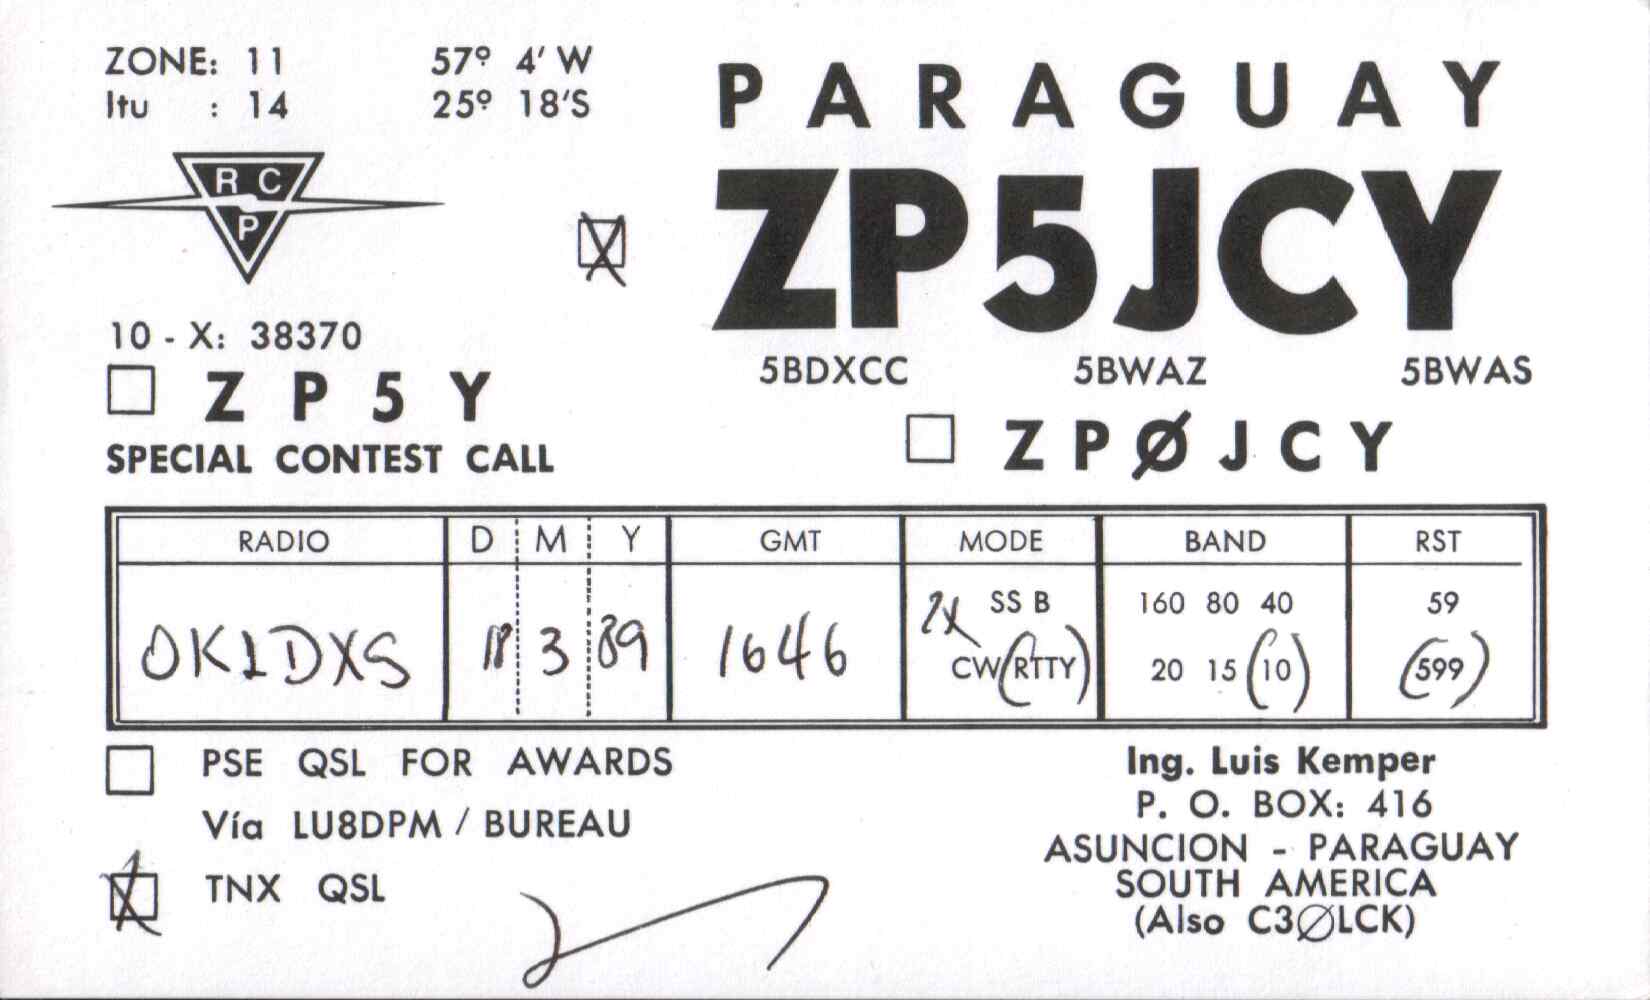 ZONE: 11 57º 4' W
Itu : 14 25º 18'S
R C
P
PARAGUAY
ZP5JCY
5BDXCC 5BWAZ 5BWAS
10 - X: 38370
ZP5Y
SPECIAL CONTEST CALL
ZPØJCY
RADIO D M Y GMT MODE BAND RST
2X SSB 160 80 40 59
OK1DXS 18 3 89 1646 CW RTTY 20 15 10 599
PSE QSL FOR AWARDS
Vía LU8DPM / BUREAU
TNX QSL
Ing. Luis Kemper
P. O. BOX: 416
ASUNCION - PARAGUAY
SOUTH AMERICA
(Also C3ØLCK)